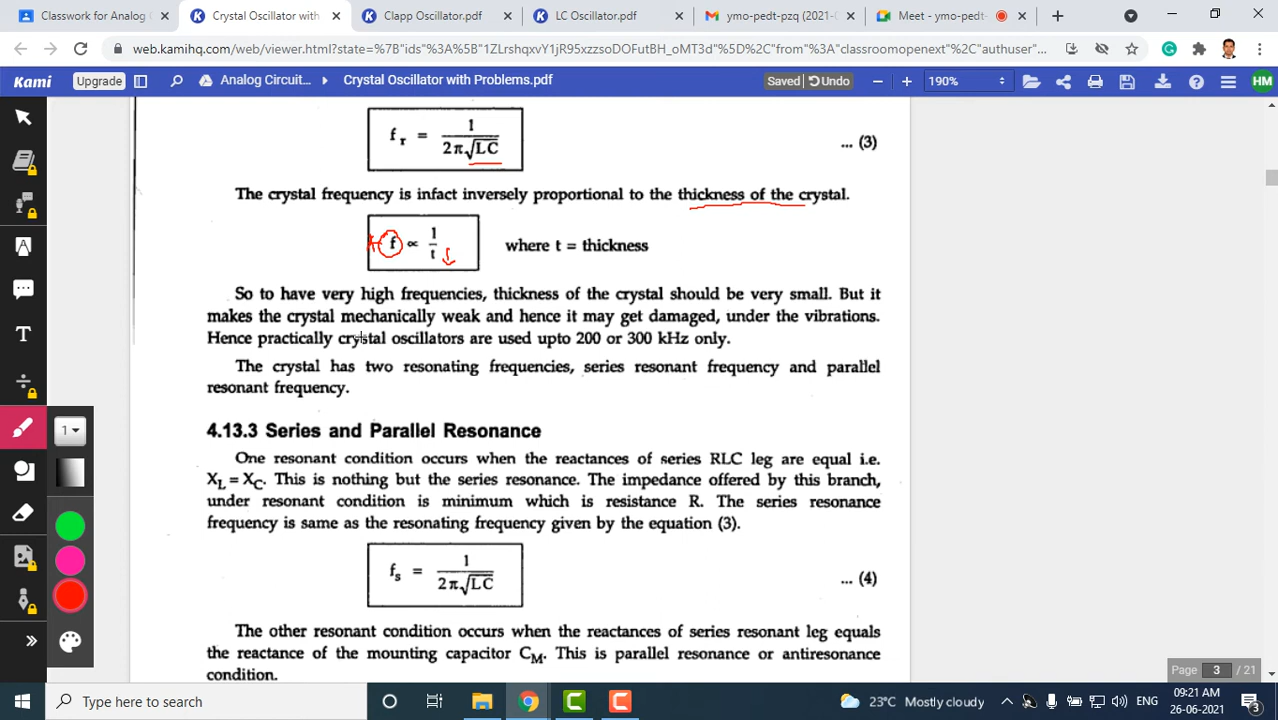 Classwork for Analog
Crystal Oscillator with
Clapp Oscillator.pdf
LC Oscillator.pdf
ymo-pedt-pzq (2021-
Meet - ymo-pedt-
web.kamihq.com/web/viewer.html?state=%7B"ids"%3A%5B"1ZLrshqxvY1jR95xzzsoDOFutBH_oMT3d"%5D%2C"from"%3A"classroomopennext"%2C"authuser"
Kami Upgrade Analog Circuit... Crystal Oscillator with Problems.pdf Saved Undo 190% HM
f r = 1 / 2π√LC ... (3)
The crystal frequency is infact inversely proportional to the thickness of the crystal.
f ∝ 1 / t where t = thickness
So to have very high frequencies, thickness of the crystal should be very small. But it
makes the crystal mechanically weak and hence it may get damaged, under the vibrations.
Hence practically crystal oscillators are used upto 200 or 300 kHz only.
The crystal has two resonating frequencies, series resonant frequency and parallel
resonant frequency.
4.13.3 Series and Parallel Resonance
One resonant condition occurs when the reactances of series RLC leg are equal i.e.
XL = XC. This is nothing but the series resonance. The impedance offered by this branch,
under resonant condition is minimum which is resistance R. The series resonance
frequency is same as the resonating frequency given by the equation (3).
fs = 1 / 2π√LC ... (4)
The other resonant condition occurs when the reactances of series resonant leg equals
the reactance of the mounting capacitor CM. This is parallel resonance or antiresonance
condition.
1
Page 3 / 21
Type here to search
23°C Mostly cloudy
ENG
09:21 AM
26-06-2021
3